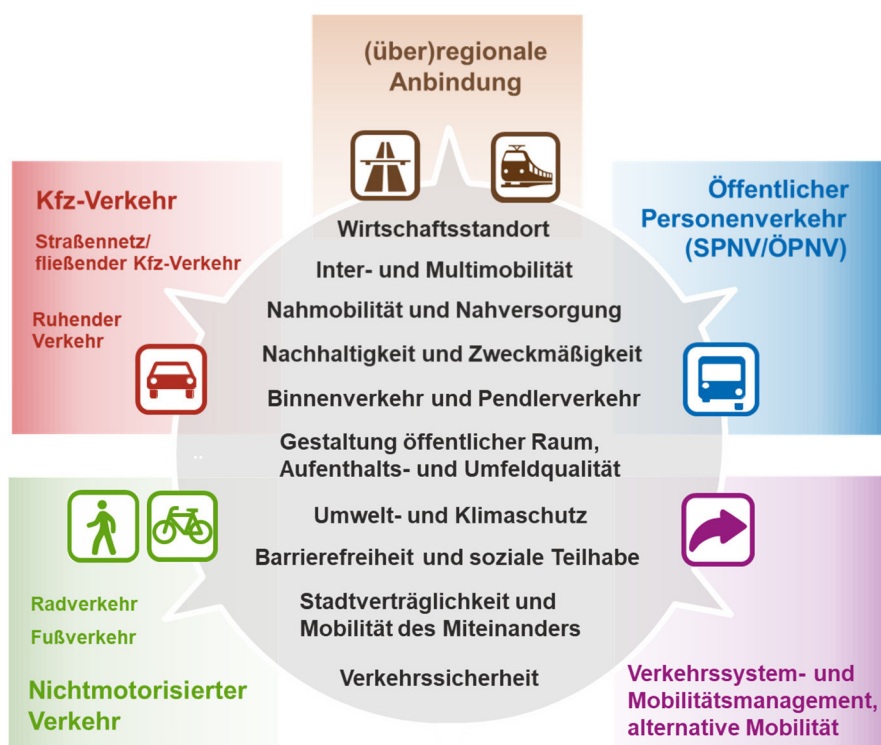 (über)regionale
Anbindung
Kfz-Verkehr
Straßennetz/
fließender Kfz-Verkehr
Ruhender
Verkehr
Öffentlicher
Personenverkehr
(SPNV/ÖPNV)
Wirtschaftsstandort
Inter- und Multimobilität
Nahmobilität und Nahversorgung
Nachhaltigkeit und Zweckmäßigkeit
Binnenverkehr und Pendlerverkehr
Gestaltung öffentlicher Raum,
Aufenthalts- und Umfeldqualität
Umwelt- und Klimaschutz
Barrierefreiheit und soziale Teilhabe
Stadtverträglichkeit und
Mobilität des Miteinanders
Verkehrssicherheit
Radverkehr
Fußverkehr
Nichtmotorisierter
Verkehr
Verkehrssystem- und
Mobilitätsmanagement,
alternative Mobilität